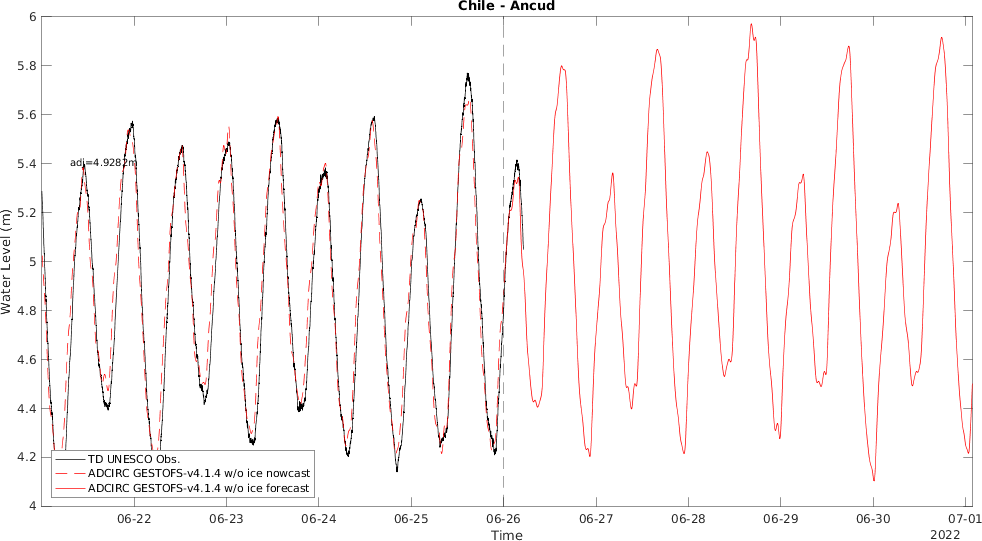 Chile - Ancud
6
5.8
5.6
5.4
5.2
5
4.8
4.6
4.4
4.2
4
Water Level (m)
adj=4.9282m
TD UNESCO Obs.
ADCIRC GESTOFS-v4.1.4 w/o ice nowcast
ADCIRC GESTOFS-v4.1.4 w/o ice forecast
06-22 06-23 06-24 06-25 06-26 06-27 06-28 06-29 06-30 07-01
Time
2022